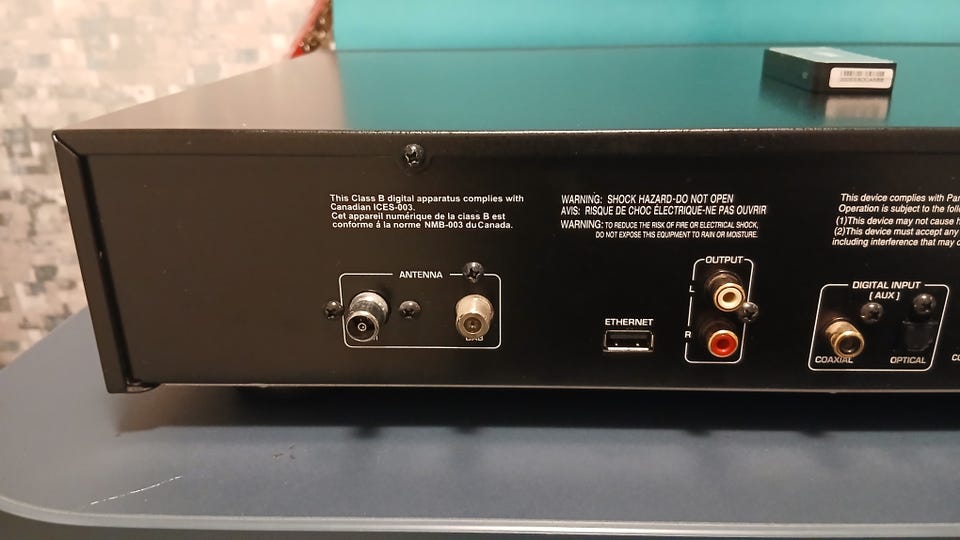 This Class B digital apparatus complies with
Canadian ICES-003.
Cet appareil numérique de la class B est
conforme á la norme NMB-003 du Canada.
WARNING: SHOCK HAZARD-DO NOT OPEN
AVIS: RISQUE DE CHOC ÉLECTRIQUE-NE PAS OUVRIR
WARNING: TO REDUCE THE RISK OF FIRE OR ELECTRICAL SHOCK,
DO NOT EXPOSE THIS EQUIPMENT TO RAIN OR MOISTURE.
This device complies with
Operation is subject to the
(1)This device may not cause
(2)This device must accept any
including interference that may
ANTENNA
DAB
ETHERNET
OUTPUT
L
R
DIGITAL INPUT
[ AUX ]
COAXIAL
OPTICAL